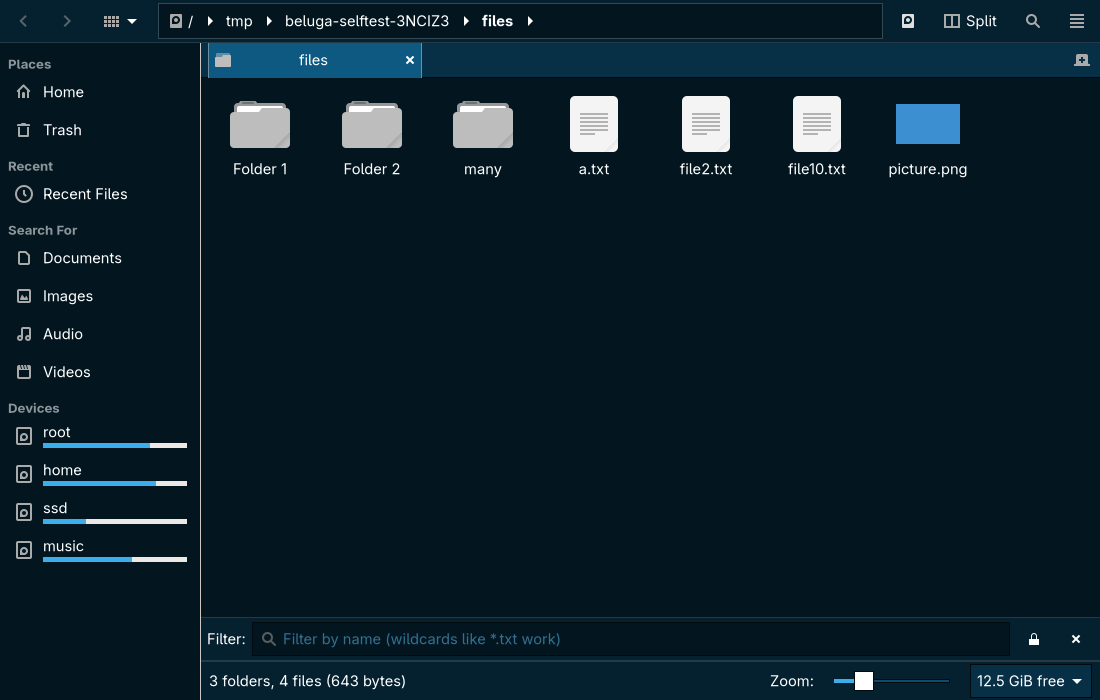 / tmp beluga-selftest-3NCIZ3 files
Split
Places
Home
Trash
Recent
Recent Files
Search For
Documents
Images
Audio
Videos
Devices
root
home
ssd
music
files
Folder 1
Folder 2
many
a.txt
file2.txt
file10.txt
picture.png
Filter: Filter by name (wildcards like *.txt work)
3 folders, 4 files (643 bytes)
Zoom:
12.5 GiB free